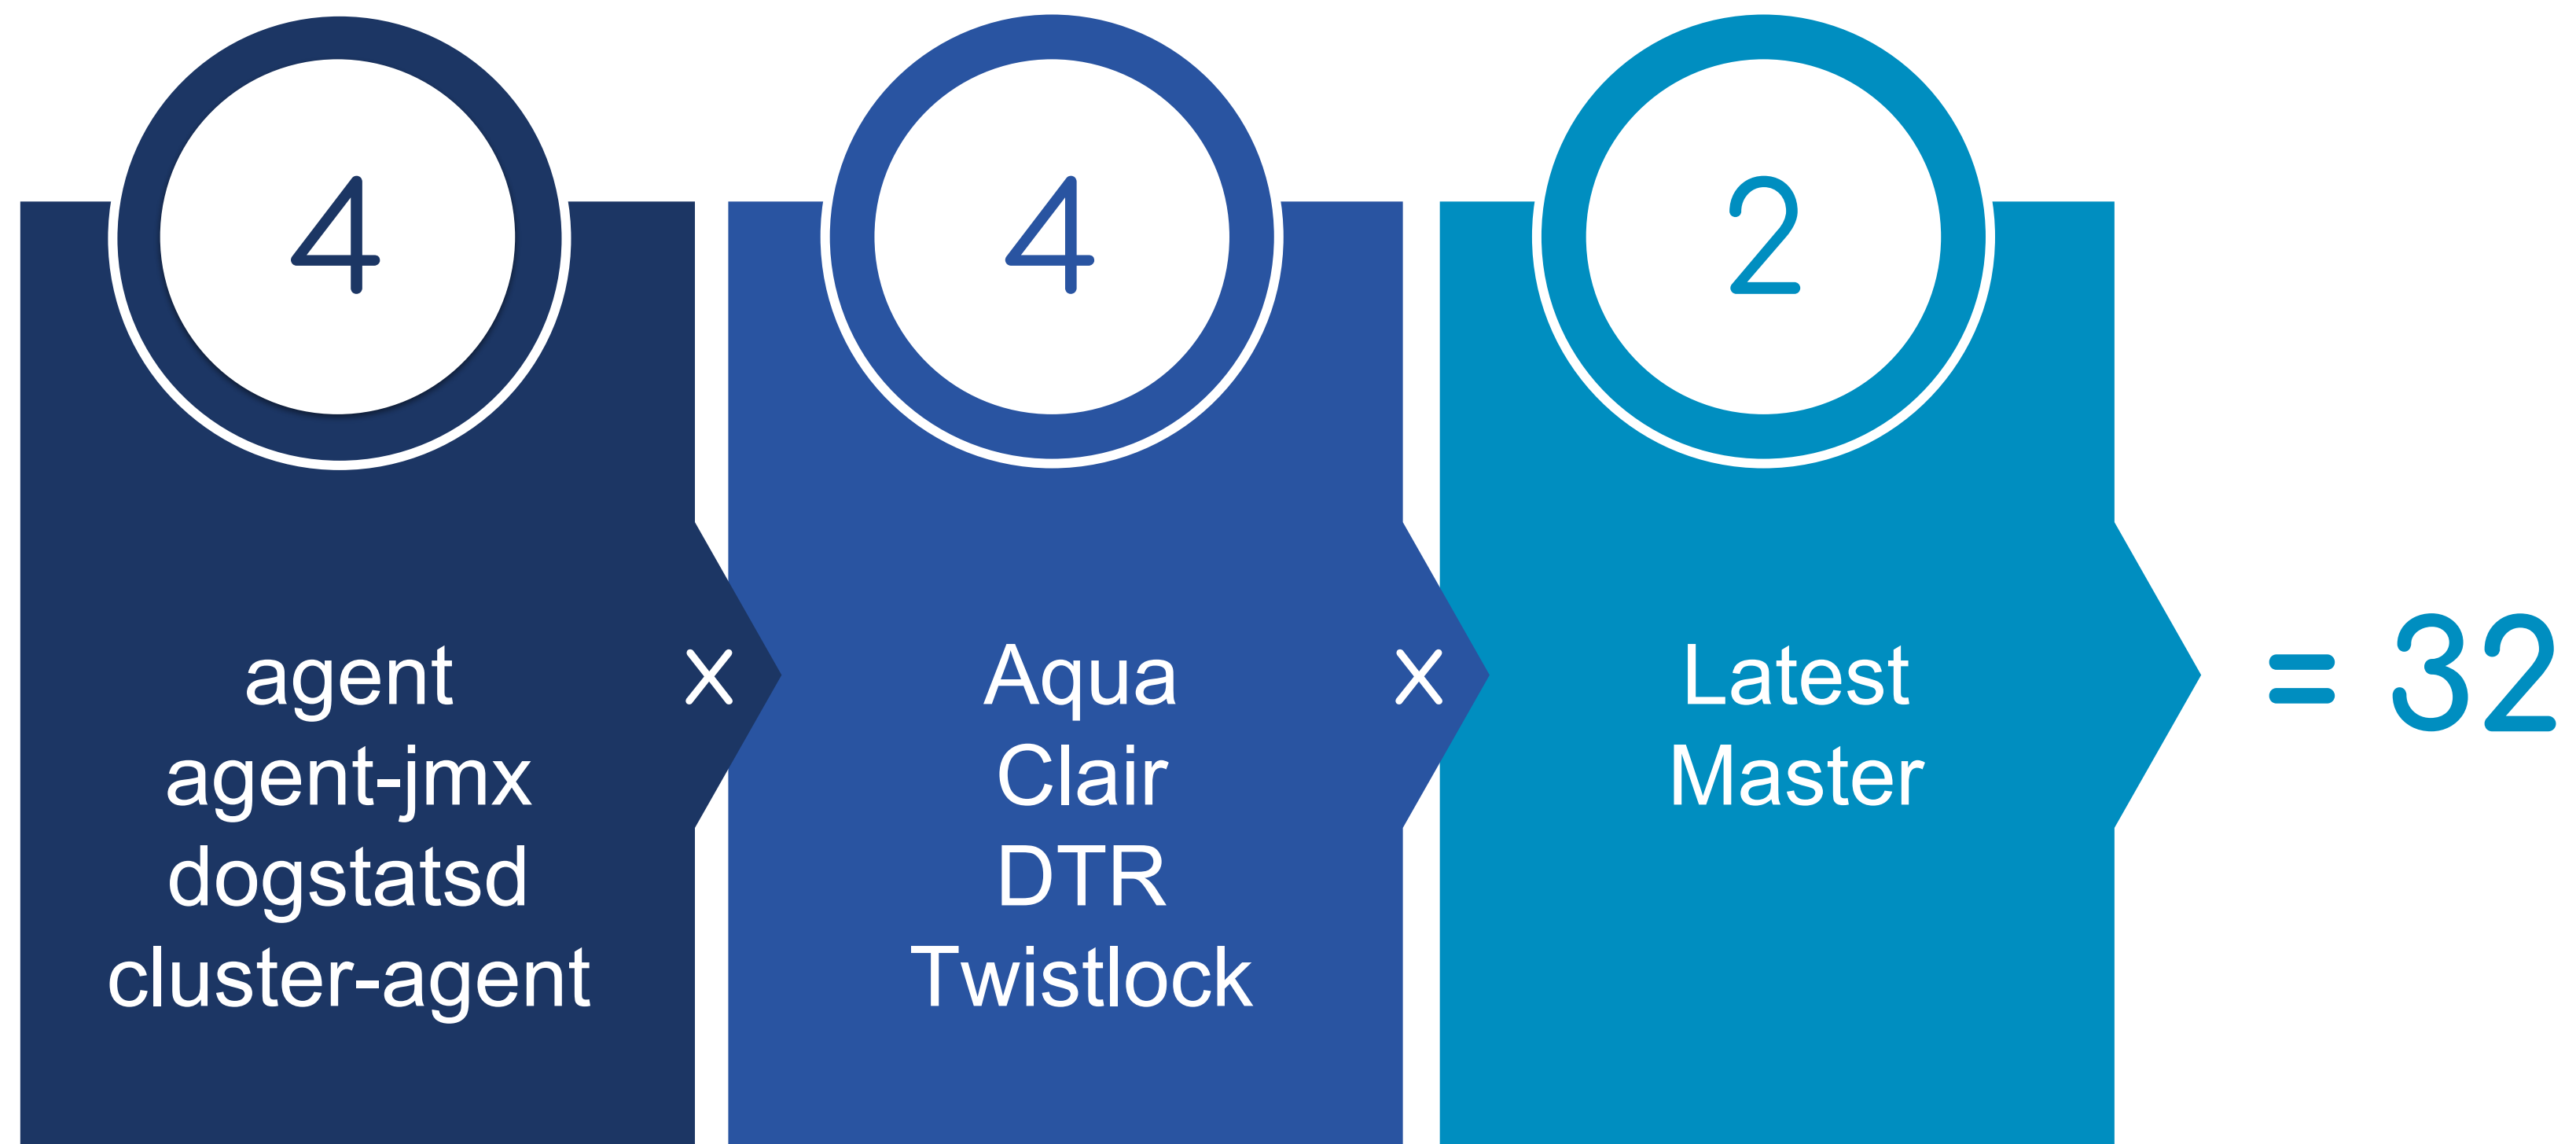 4
agent
agent-jmx
dogstatsd
cluster-agent
x
4
Aqua
Clair
DTR
Twistlock
x
2
Latest
Master
= 32